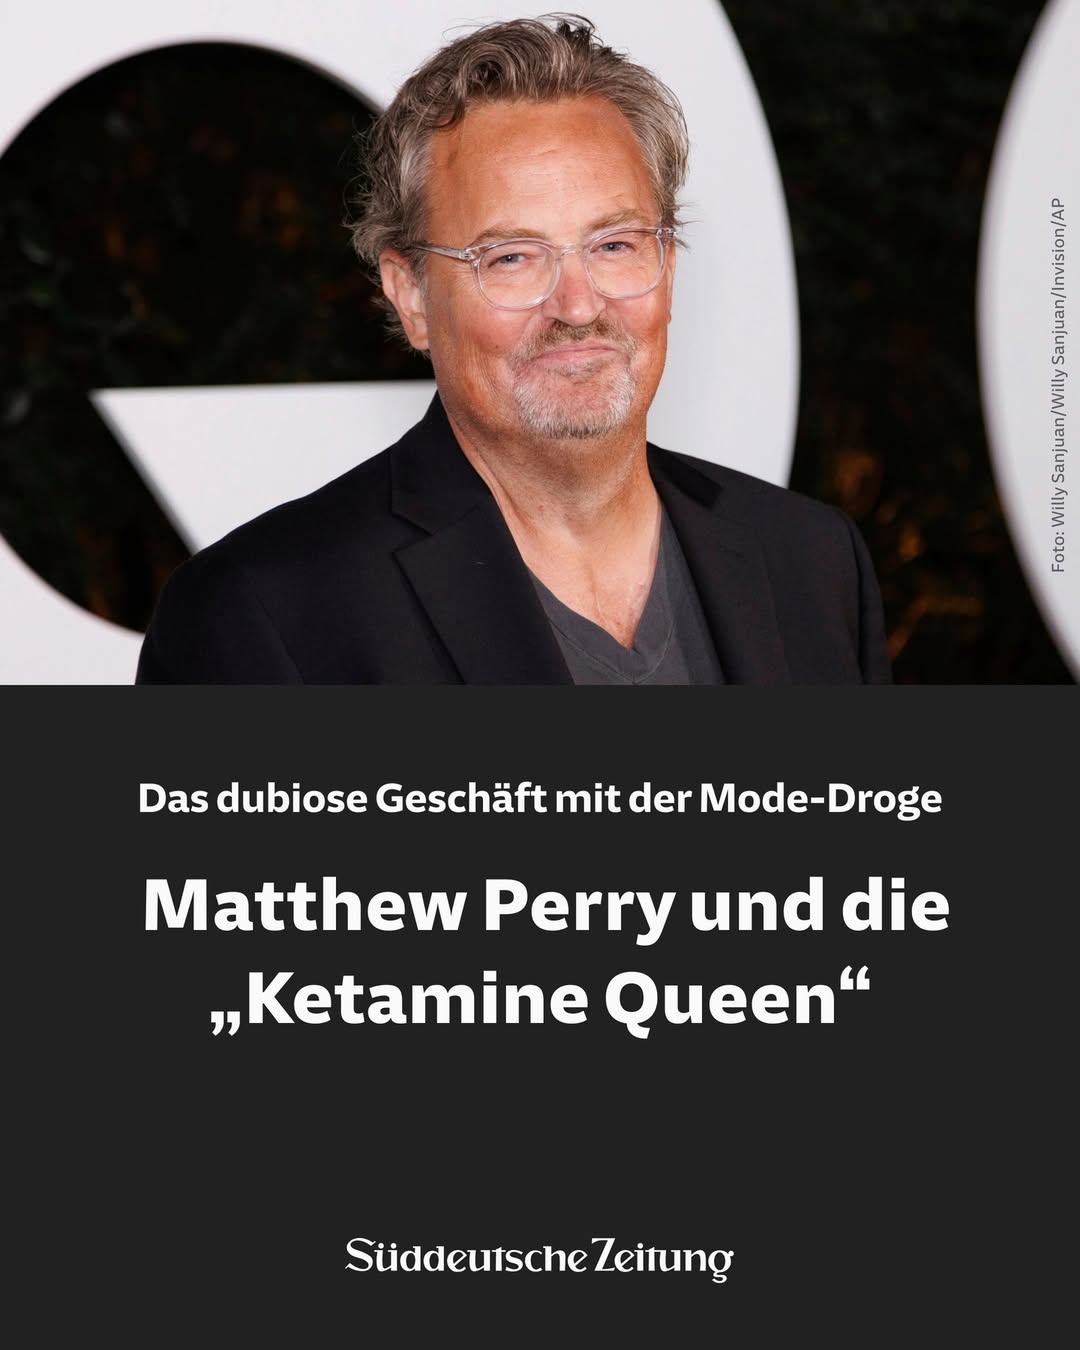 Foto: Willy Sanjuan/Willy Sanjuan/Invision/AP
Das dubiose Geschäft mit der Mode-Droge
Matthew Perry und die
„Ketamine Queen“
Süddeutsche Zeitung